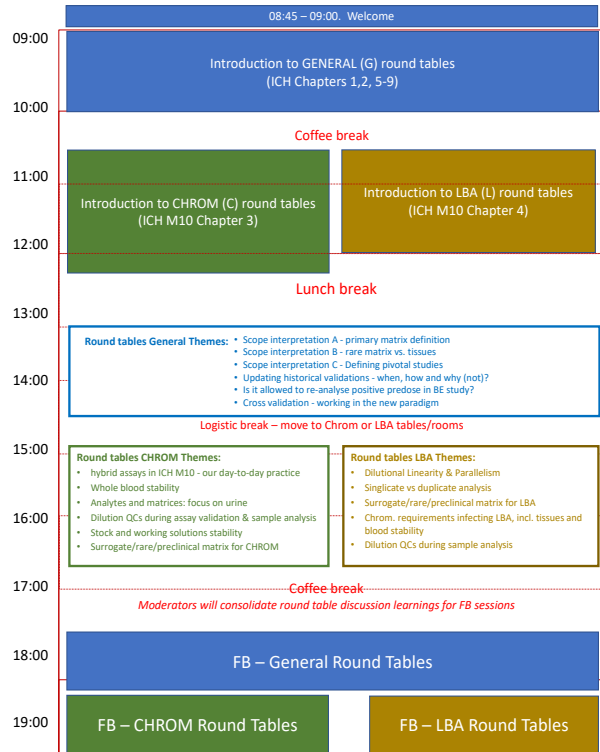 08:45 – 09:00. Welcome
09:00
Introduction to GENERAL (G) round tables
(ICH Chapters 1,2, 5-9)
10:00
Coffee break
11:00
Introduction to CHROM (C) round tables
(ICH M10 Chapter 3)
Introduction to LBA (L) round tables
(ICH M10 Chapter 4)
12:00
Lunch break
13:00
Round tables General Themes:
• Scope interpretation A - primary matrix definition
• Scope interpretation B - rare matrix vs. tissues
• Scope interpretation C - Defining pivotal studies
• Updating historical validations - when, how and why (not)?
• Is it allowed to re-analyse positive predose in BE study?
• Cross validation - working in the new paradigm
14:00
Logistic break – move to Chrom or LBA tables/rooms
15:00
Round tables CHROM Themes:
• hybrid assays in ICH M10 - our day-to-day practice
• Whole blood stability
• Analytes and matrices: focus on urine
• Dilution QCs during assay validation & sample analysis
• Stock and working solutions stability
• Surrogate/rare/preclinical matrix for CHROM
Round tables LBA Themes:
• Dilutional Linearity & Parallelism
• Singlicate vs duplicate analysis
• Surrogate/rare/preclinical matrix for LBA
• Chrom. requirements infecting LBA, incl. tissues and
blood stability
• Dilution QCs during sample analysis
16:00
17:00
Coffee break
Moderators will consolidate round table discussion learnings for FB sessions
18:00
FB – General Round Tables
19:00
FB – CHROM Round Tables
FB – LBA Round Tables